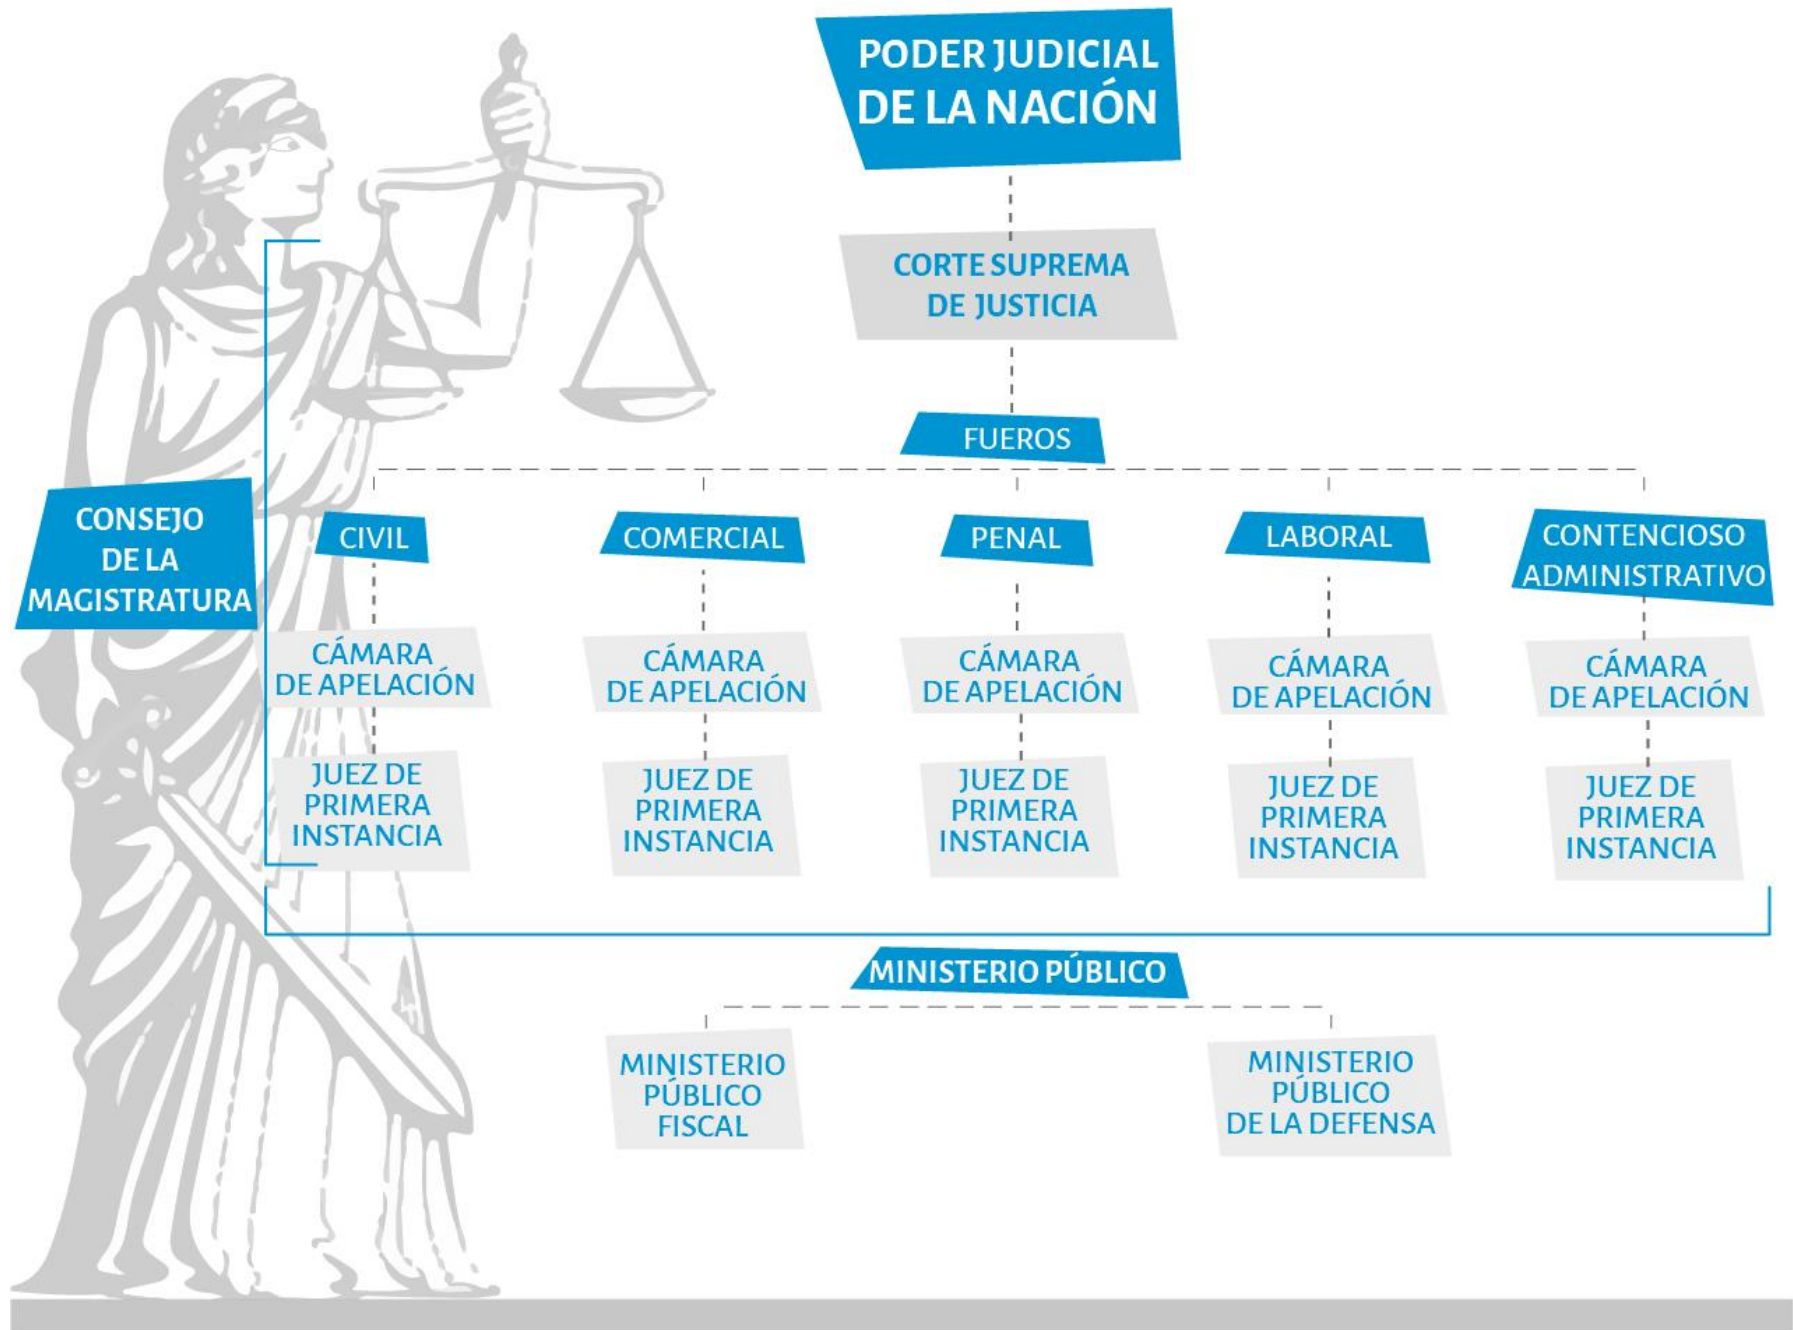 PODER JUDICIAL
DE LA NACIÓN
CORTE SUPREMA
DE JUSTICIA
FUEROS
CONSEJO
DE LA
MAGISTRATURA
CIVIL
COMERCIAL
PENAL
LABORAL
CONTENCIOSO
ADMINISTRATIVO
CÁMARA
DE APELACIÓN
CÁMARA
DE APELACIÓN
CÁMARA
DE APELACIÓN
CÁMARA
DE APELACIÓN
CÁMARA
DE APELACIÓN
JUEZ DE
PRIMERA
INSTANCIA
JUEZ DE
PRIMERA
INSTANCIA
JUEZ DE
PRIMERA
INSTANCIA
JUEZ DE
PRIMERA
INSTANCIA
JUEZ DE
PRIMERA
INSTANCIA
MINISTERIO PÚBLICO
MINISTERIO
PÚBLICO
FISCAL
MINISTERIO
PÚBLICO
DE LA DEFENSA